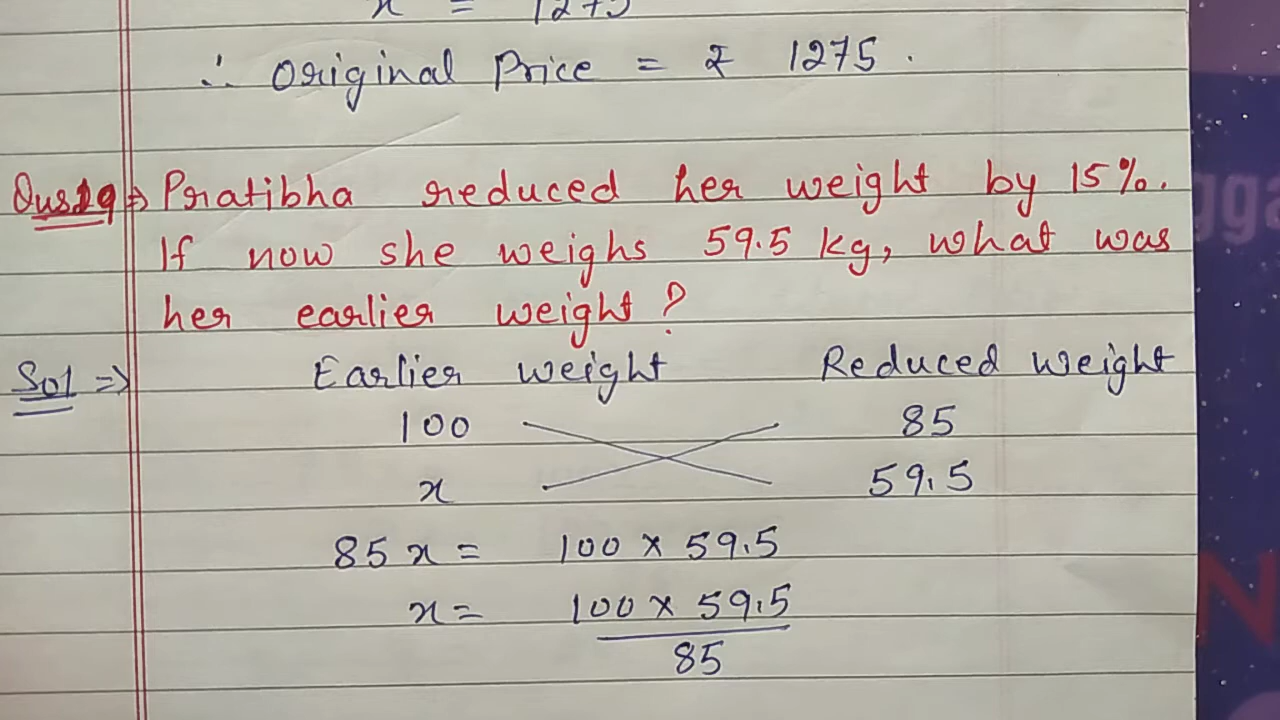 x = 1275
∴ Original Price = ₹ 1275.
Ques19⇒ Pratibha reduced her weight by 15%.
If now she weighs 59.5 kg, what was
her earlier weight?
Sol ⇒ Earlier weight Reduced weight
100 85
x 59.5
85x = 100 × 59.5
x = 100 × 59.5
85